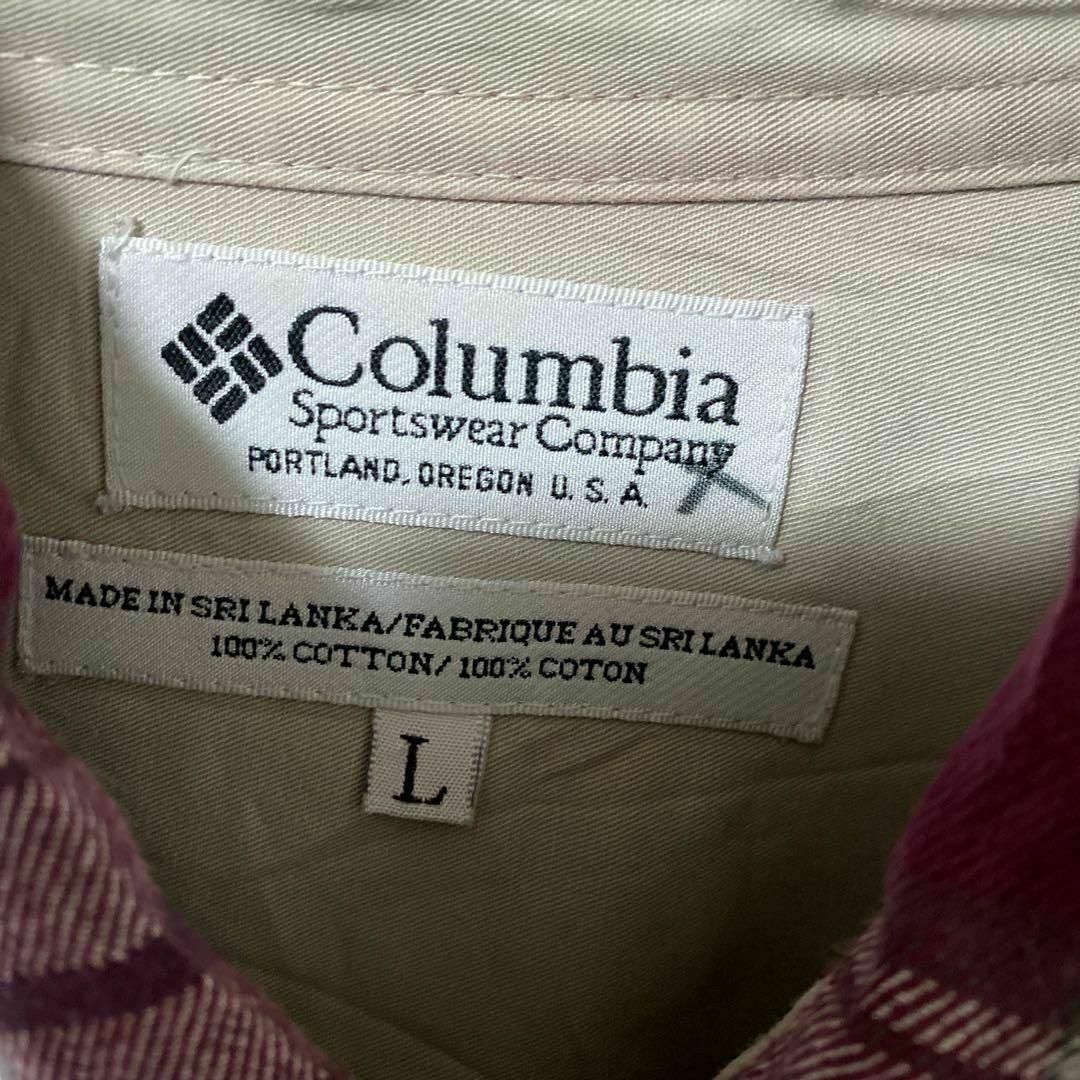 Columbia
Sportswear Company
PORTLAND, OREGON U.S.A.
MADE IN SRI LANKA/FABRIQUE AU SRI LANKA
100% COTTON/100% COTON
L